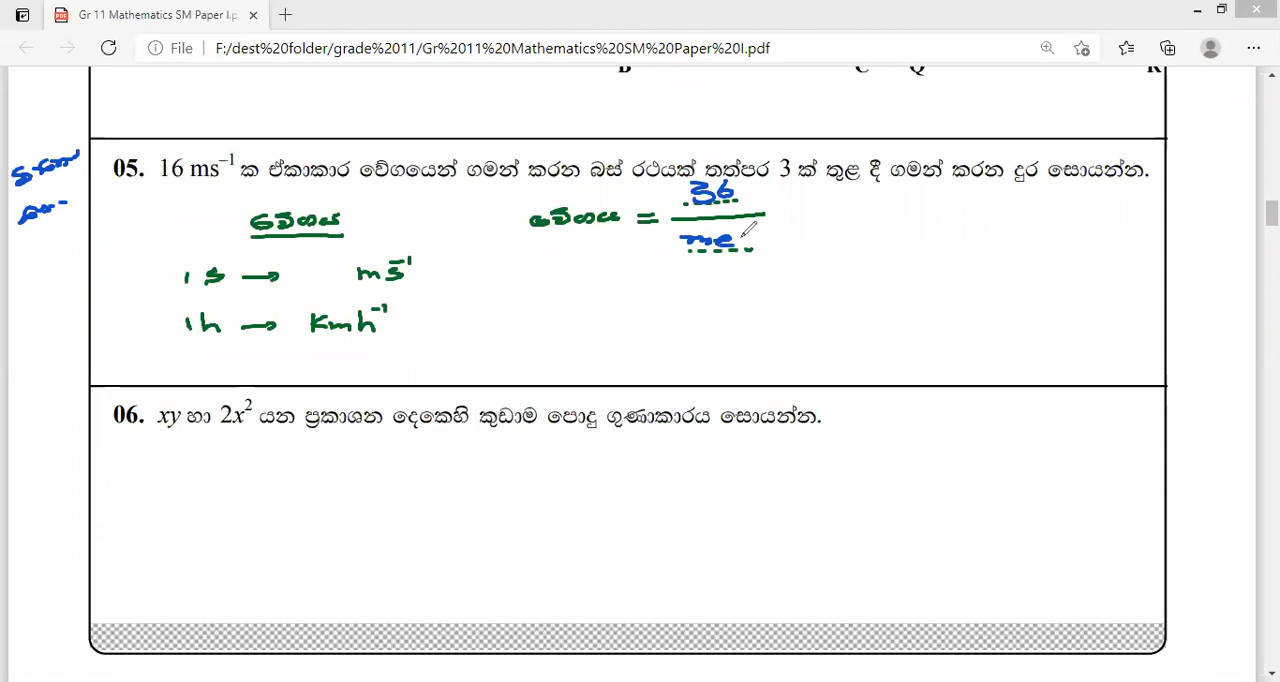 Gr 11 Mathematics SM Paper I.p
File F:/dest%20folder/grade%2011/Gr%2011%20Mathematics%20SM%20Paper%20I.pdf
B C Q R
05. 16 ms⁻¹ ක ඒකාකාර වේගයෙන් ගමන් කරන බස් රථයක් තත්පර 3 ක් තුළ දී ගමන් කරන දුර සොයන්න.
වේගය
වේගය = දුර / කාල
1 s → ms⁻¹
1h → Kmh⁻¹
06. xy හා 2x² යන ප්‍රකාශන දෙකෙහි කුඩාම පොදු ගුණාකාරය සොයන්න.